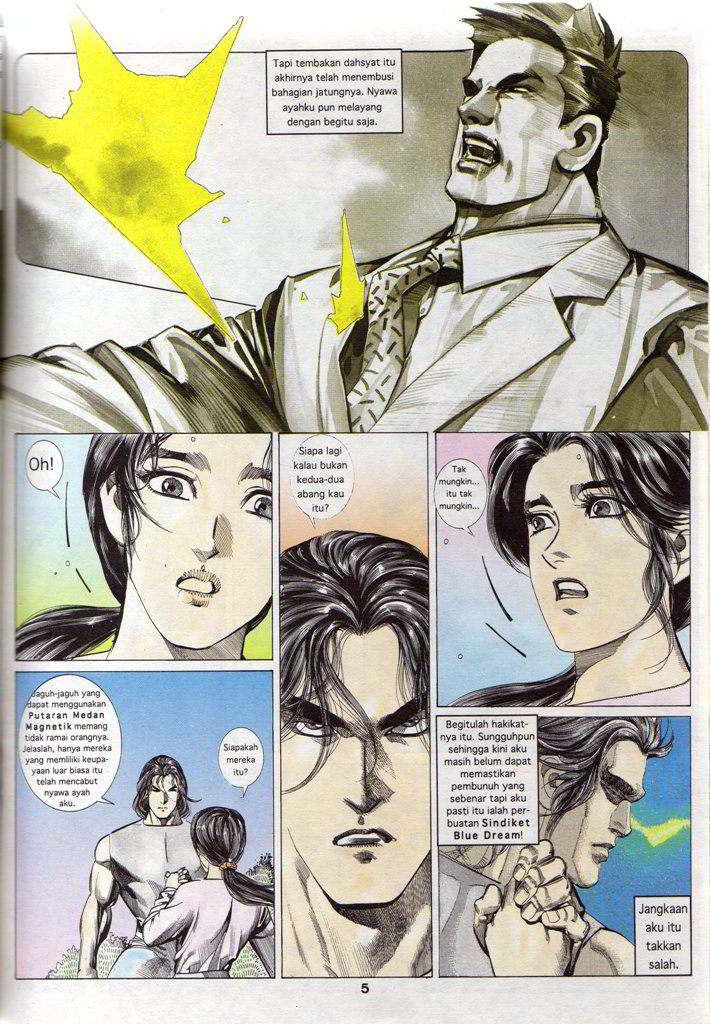 Tapi tembakan dahsyat itu
akhirnya telah menembusi
bahagian jatungnya. Nyawa
ayahku pun melayang
dengan begitu saja.
Oh!
Jaguh-jaguh yang
dapat menggunakan
Putaran Medan
Magnetik memang
tidak ramai orangnya.
Jelaslah, hanya mereka
yang memliliki keupa-
yaan luar biasa itu
telah mencabut
nyawa ayah
aku.
Siapakah
mereka
itu?
Siapa lagi
kalau bukan
kedua-dua
abang kau
itu?
Tak
mungkin...
itu tak
mungkin...
Begitulah hakikat-
nya itu. Sungguhpun
sehingga kini aku
masih belum dapat
memastikan
pembunuh yang
sebenar tapi aku
pasti itu ialah per-
buatan Sindiket
Blue Dream!
Jangkaan
aku itu
takkan
salah.
5